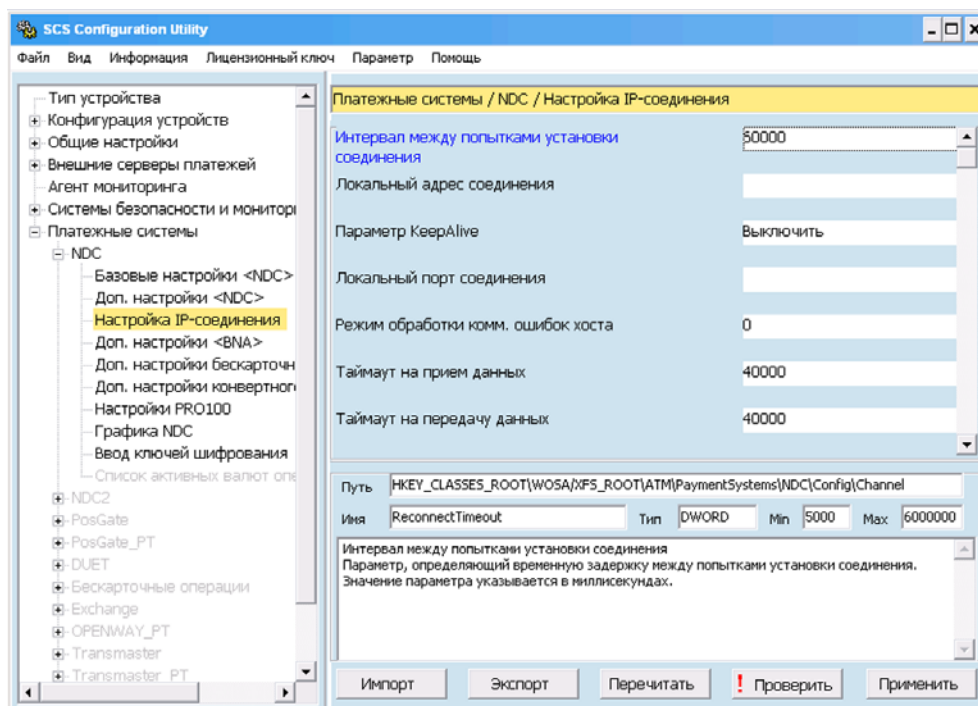 SCS Configuration Utility
Файл Вид Информация Лицензионный ключ Параметр Помощь
Тип устройства
Конфигурация устройств
Общие настройки
Внешние серверы платежей
Агент мониторинга
Системы безопасности и монитори
Платежные системы
NDC
Базовые настройки <NDC>
Доп. настройки <NDC>
Настройка IP-соединения
Доп. настройки <BNA>
Доп. настройки бескарточн
Доп. настройки конвертног
Настройки PRO100
Графика NDC
Ввод ключей шифрования
Список активных валют опе
NDC2
PosGate
PosGate_PT
DUET
Бескарточные операции
Exchange
OPENWAY_PT
Transmaster
Transmaster_PT
Платежные системы / NDC / Настройка IP-соединения
Интервал между попытками установки 60000
соединения
Локальный адрес соединения
Параметр KeepAlive Выключить
Локальный порт соединения
Режим обработки комм. ошибок хоста 0
Таймаут на прием данных 40000
Таймаут на передачу данных 40000
Путь HKEY_CLASSES_ROOT\WOSA/XFS_ROOT\ATM\PaymentSystems\NDC\Config\Channel
Имя ReconnectTimeout Тип DWORD Min 5000 Max 6000000
Интервал между попытками установки соединения
Параметр, определяющий временную задержку между попытками установки соединения.
Значение параметра указывается в миллисекундах.
Импорт Экспорт Перечитать ! Проверить Применить